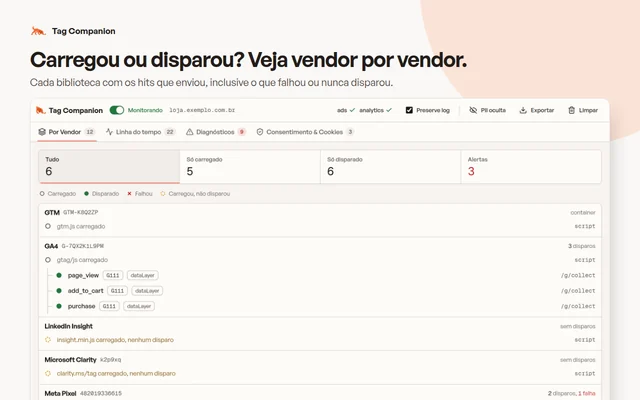 Tag Companion
Carregou ou disparou? Veja vendor por vendor.
Cada biblioteca com os hits que enviou, inclusive o que falhou ou nunca disparou.
Tag Companion Monitorando loja.exemplo.com.br ads ✓ analytics ✓ Preserve log PII oculta Exportar Limpar
Por Vendor 12 Linha do tempo 22 Diagnósticos 9 Consentimento & Cookies 3
Tudo Só carregado Só disparado Alertas
6 5 6 3
Carregado Disparado Falhou Carregou, não disparou
GTM GTM-K8Q2ZP container
gtm.js carregado script
GA4 G-7QX2K1L9PM 3 disparos
gtag/js carregado script
page_view G111 dataLayer /g/collect
add_to_cart G111 dataLayer /g/collect
purchase G111 dataLayer /g/collect
LinkedIn Insight sem disparos
insight.min.js carregado, nenhum disparo script
Microsoft Clarity k2p9xq sem disparos
clarity.ms/tag carregado, nenhum disparo script
Meta Pixel 482019336615 2 disparos, 1 falha